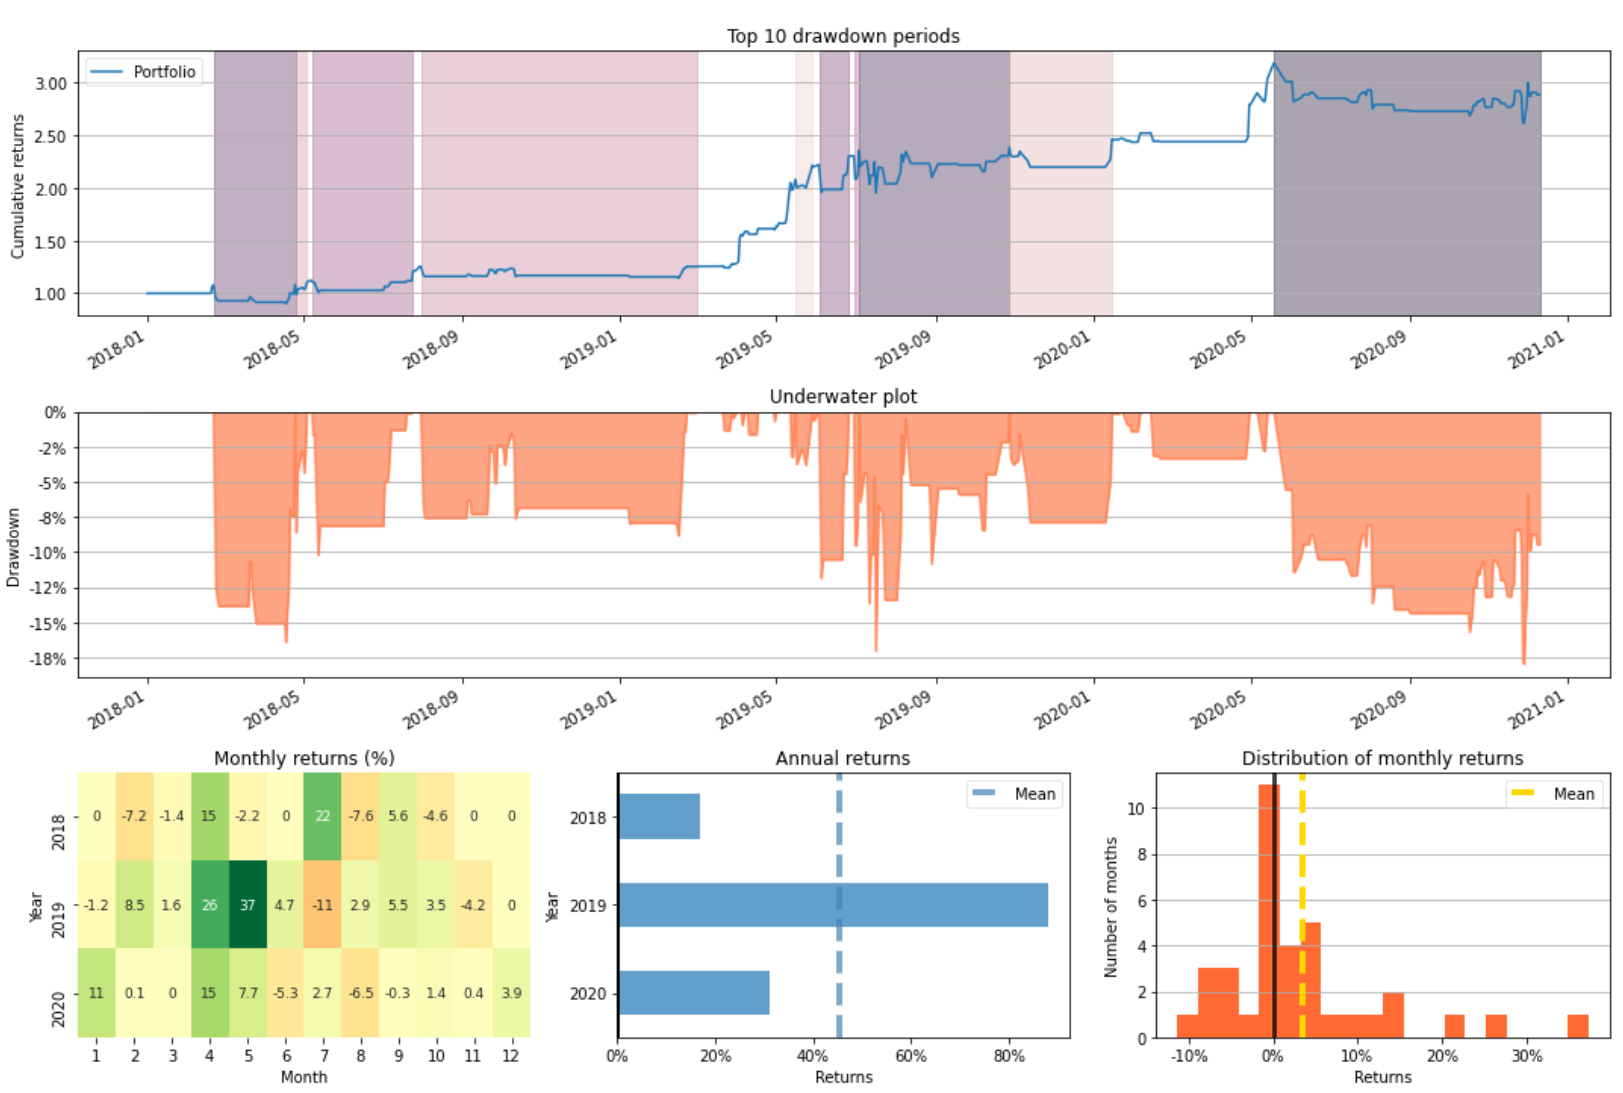 Top 10 drawdown periods
Portfolio
Cumulative returns
3.00
2.50
2.00
1.50
1.00
2018-01 2018-05 2018-09 2019-01 2019-05 2019-09 2020-01 2020-05 2020-09 2021-01
Underwater plot
Drawdown
0%
-2%
-5%
-8%
-10%
-12%
-15%
-18%
2018-01 2018-05 2018-09 2019-01 2019-05 2019-09 2020-01 2020-05 2020-09 2021-01
Monthly returns (%)
Year
2018 0 -7.2 -1.4 15 -2.2 0 22 -7.6 5.6 -4.6 0 0
2019 -1.2 8.5 1.6 26 37 4.7 -11 2.9 5.5 3.5 -4.2 0
2020 11 0.1 0 15 7.7 -5.3 2.7 -6.5 -0.3 1.4 0.4 3.9
1 2 3 4 5 6 7 8 9 10 11 12
Month
Annual returns
Mean
Year
2018
2019
2020
0% 20% 40% 60% 80%
Returns
Distribution of monthly returns
Mean
Number of months
10
8
6
4
2
0
-10% 0% 10% 20% 30%
Returns